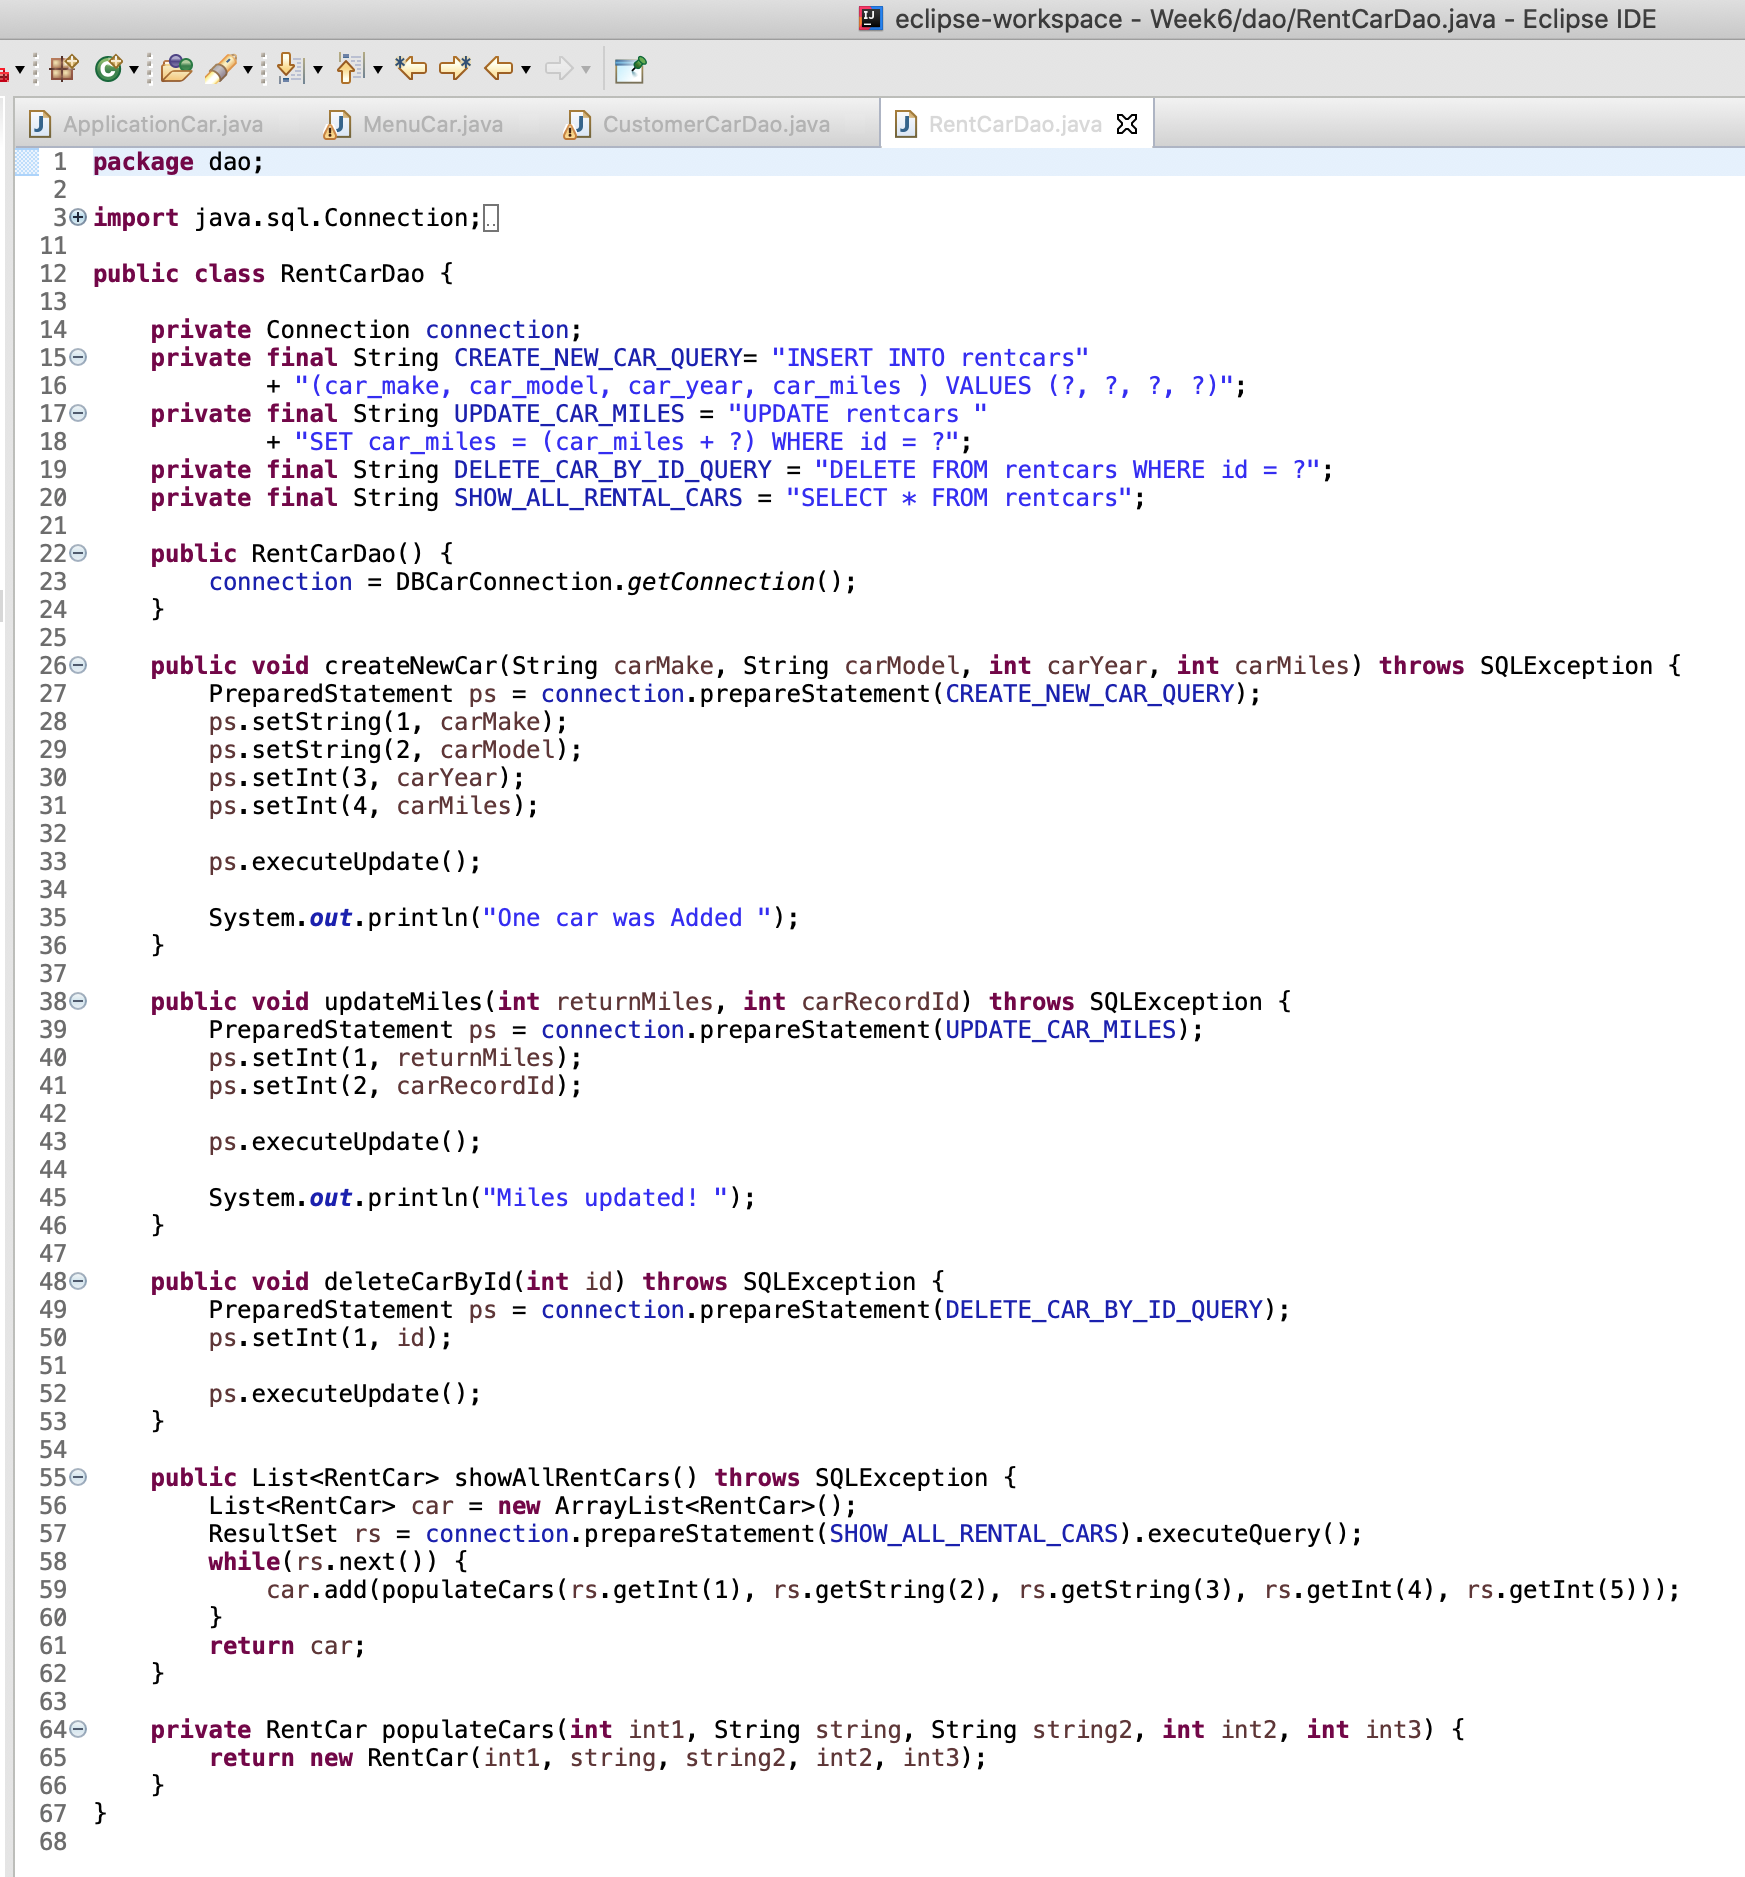 eclipse-workspace - Week6/dao/RentCarDao.java - Eclipse IDE
ApplicationCar.java MenuCar.java CustomerCarDao.java RentCarDao.java
1 package dao;
2
3 import java.sql.Connection;
11
12 public class RentCarDao {
13
14     private Connection connection;
15     private final String CREATE_NEW_CAR_QUERY= "INSERT INTO rentcars"
16             + "(car_make, car_model, car_year, car_miles ) VALUES (?, ?, ?, ?)";
17     private final String UPDATE_CAR_MILES = "UPDATE rentcars "
18             + "SET car_miles = (car_miles + ?) WHERE id = ?";
19     private final String DELETE_CAR_BY_ID_QUERY = "DELETE FROM rentcars WHERE id = ?";
20     private final String SHOW_ALL_RENTAL_CARS = "SELECT * FROM rentcars";
21
22     public RentCarDao() {
23         connection = DBCarConnection.getConnection();
24     }
25
26     public void createNewCar(String carMake, String carModel, int carYear, int carMiles) throws SQLException {
27         PreparedStatement ps = connection.prepareStatement(CREATE_NEW_CAR_QUERY);
28         ps.setString(1, carMake);
29         ps.setString(2, carModel);
30         ps.setInt(3, carYear);
31         ps.setInt(4, carMiles);
32
33         ps.executeUpdate();
34
35         System.out.println("One car was Added ");
36     }
37
38     public void updateMiles(int returnMiles, int carRecordId) throws SQLException {
39         PreparedStatement ps = connection.prepareStatement(UPDATE_CAR_MILES);
40         ps.setInt(1, returnMiles);
41         ps.setInt(2, carRecordId);
42
43         ps.executeUpdate();
44
45         System.out.println("Miles updated! ");
46     }
47
48     public void deleteCarById(int id) throws SQLException {
49         PreparedStatement ps = connection.prepareStatement(DELETE_CAR_BY_ID_QUERY);
50         ps.setInt(1, id);
51
52         ps.executeUpdate();
53     }
54
55     public List<RentCar> showAllRentCars() throws SQLException {
56         List<RentCar> car = new ArrayList<RentCar>();
57         ResultSet rs = connection.prepareStatement(SHOW_ALL_RENTAL_CARS).executeQuery();
58         while(rs.next()) {
59             car.add(populateCars(rs.getInt(1), rs.getString(2), rs.getString(3), rs.getInt(4), rs.getInt(5)));
60         }
61         return car;
62     }
63
64     private RentCar populateCars(int int1, String string, String string2, int int2, int int3) {
65         return new RentCar(int1, string, string2, int2, int3);
66     }
67 }
68